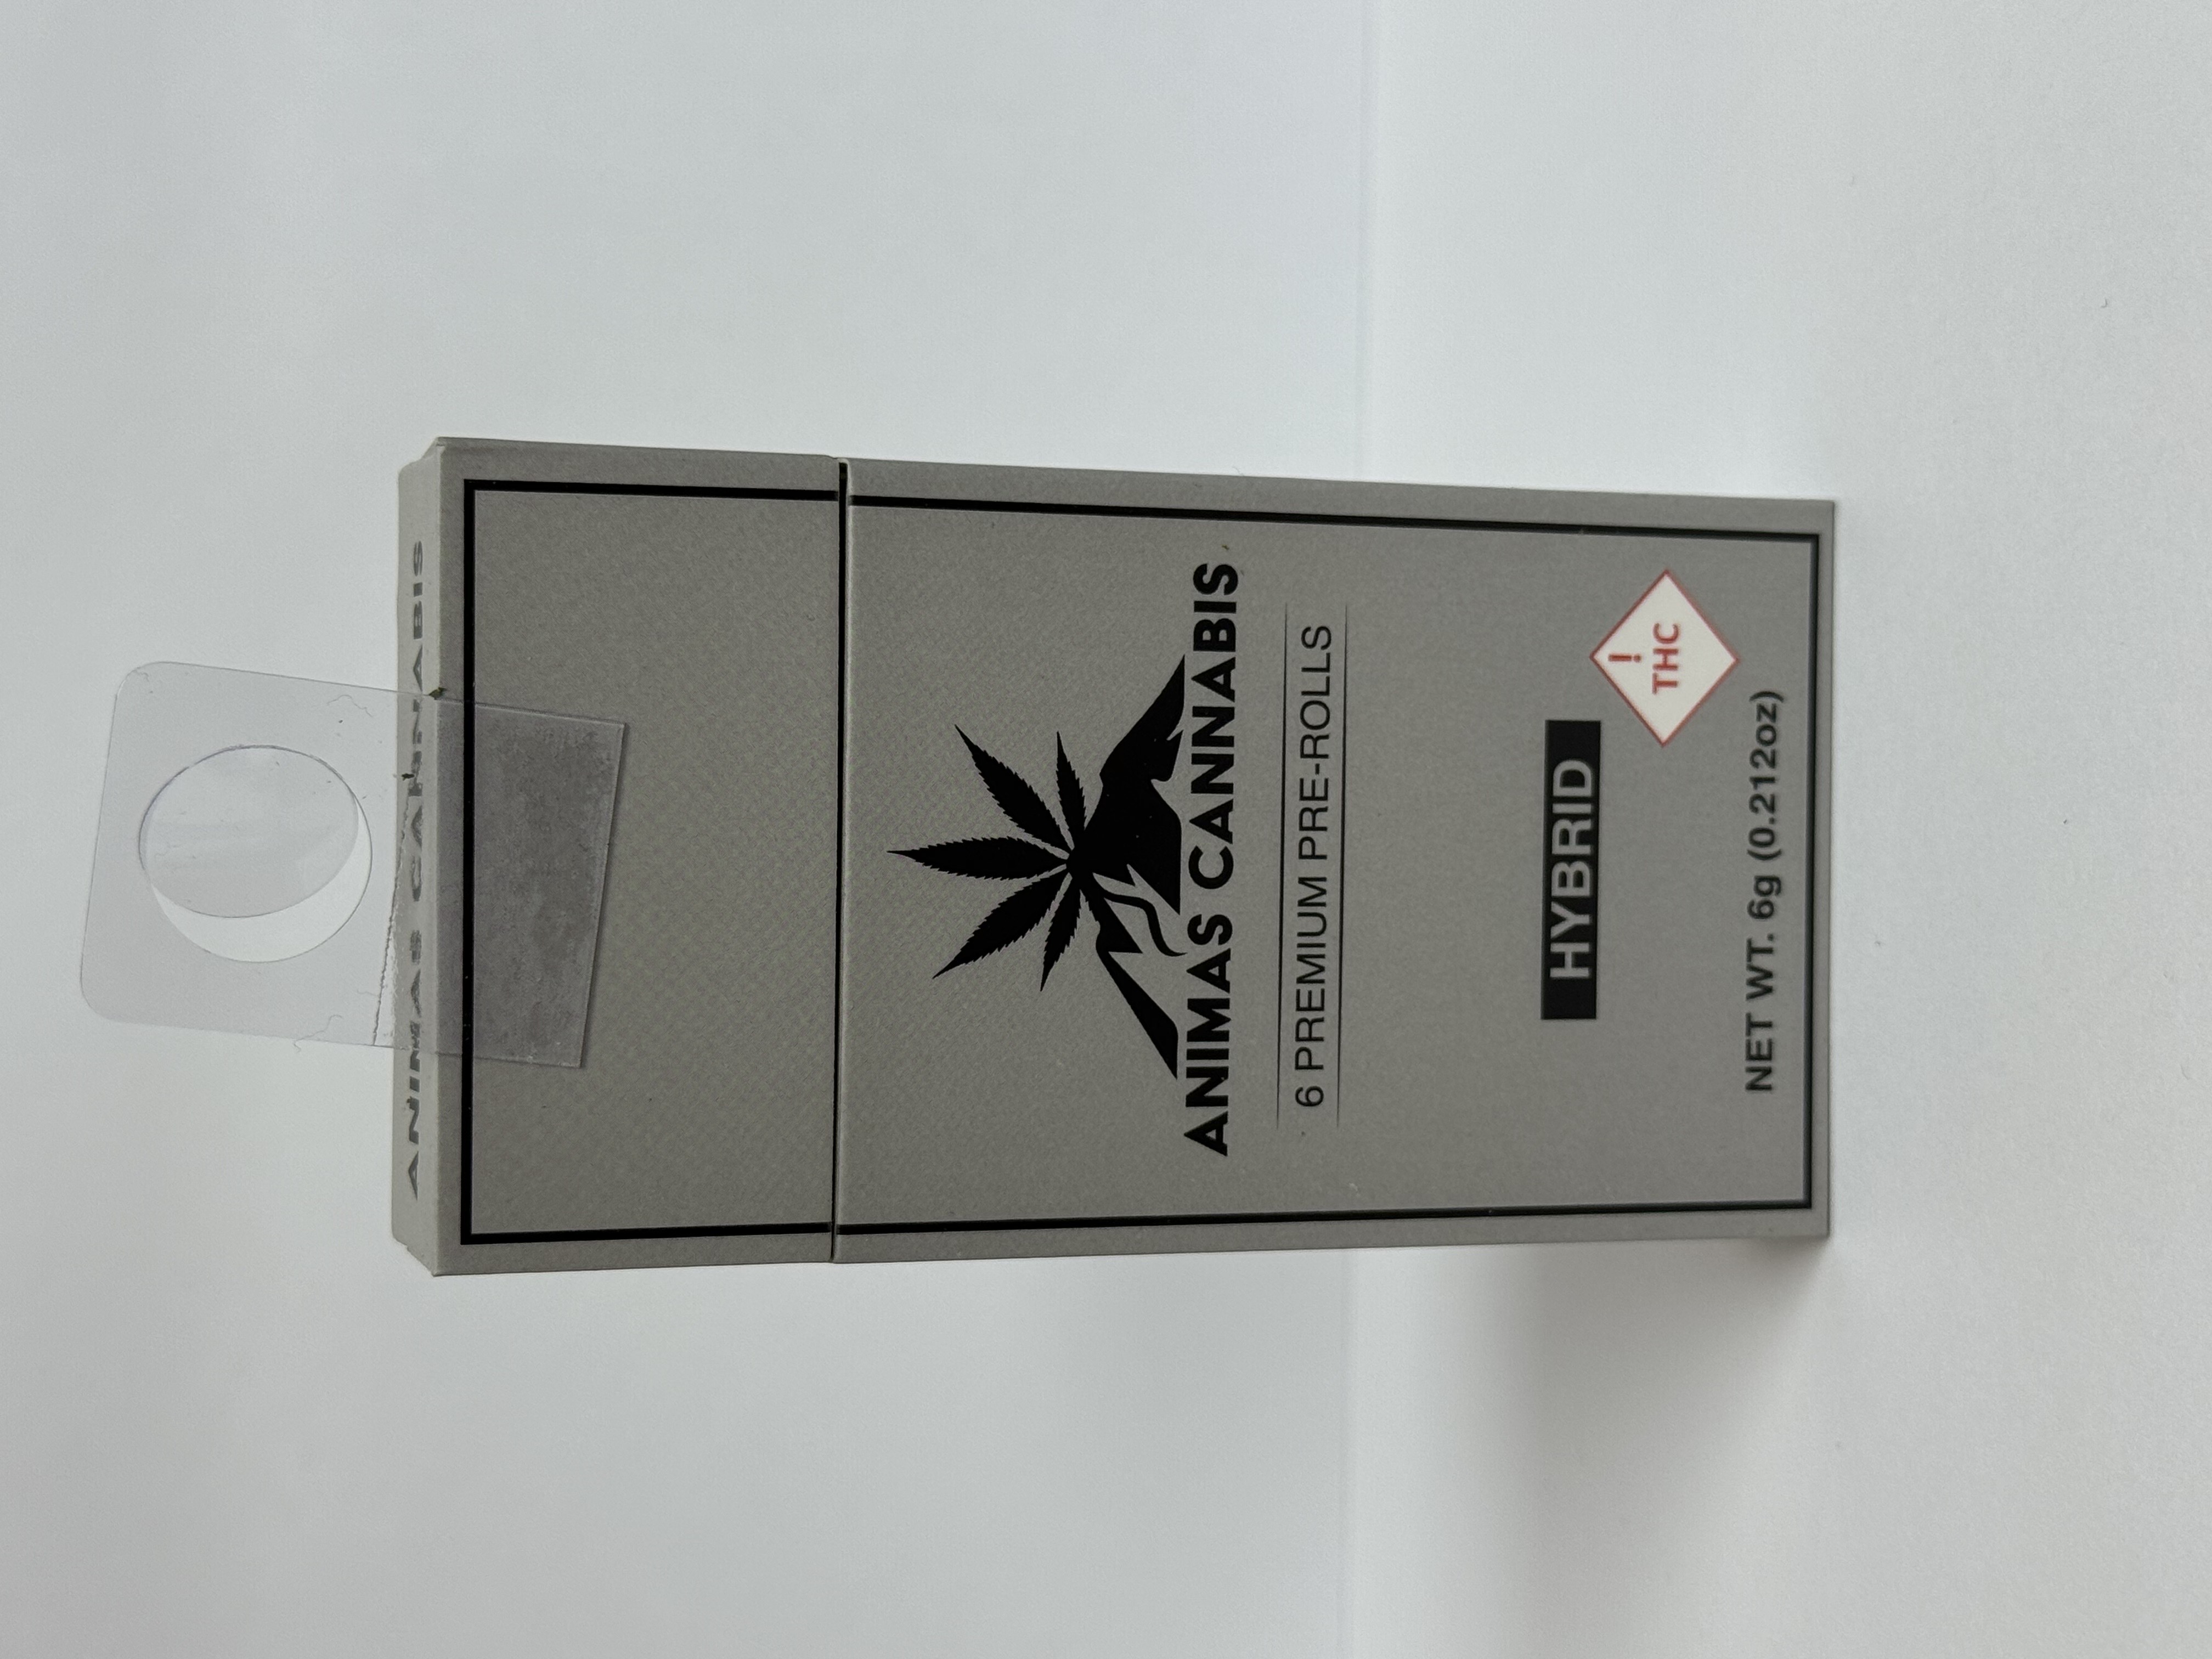 ANIMAS CANNABIS
ANIMAS CANNABIS
6 PREMIUM PRE-ROLLS
HYBRID
!
THC
NET WT. 6g (0.212oz)